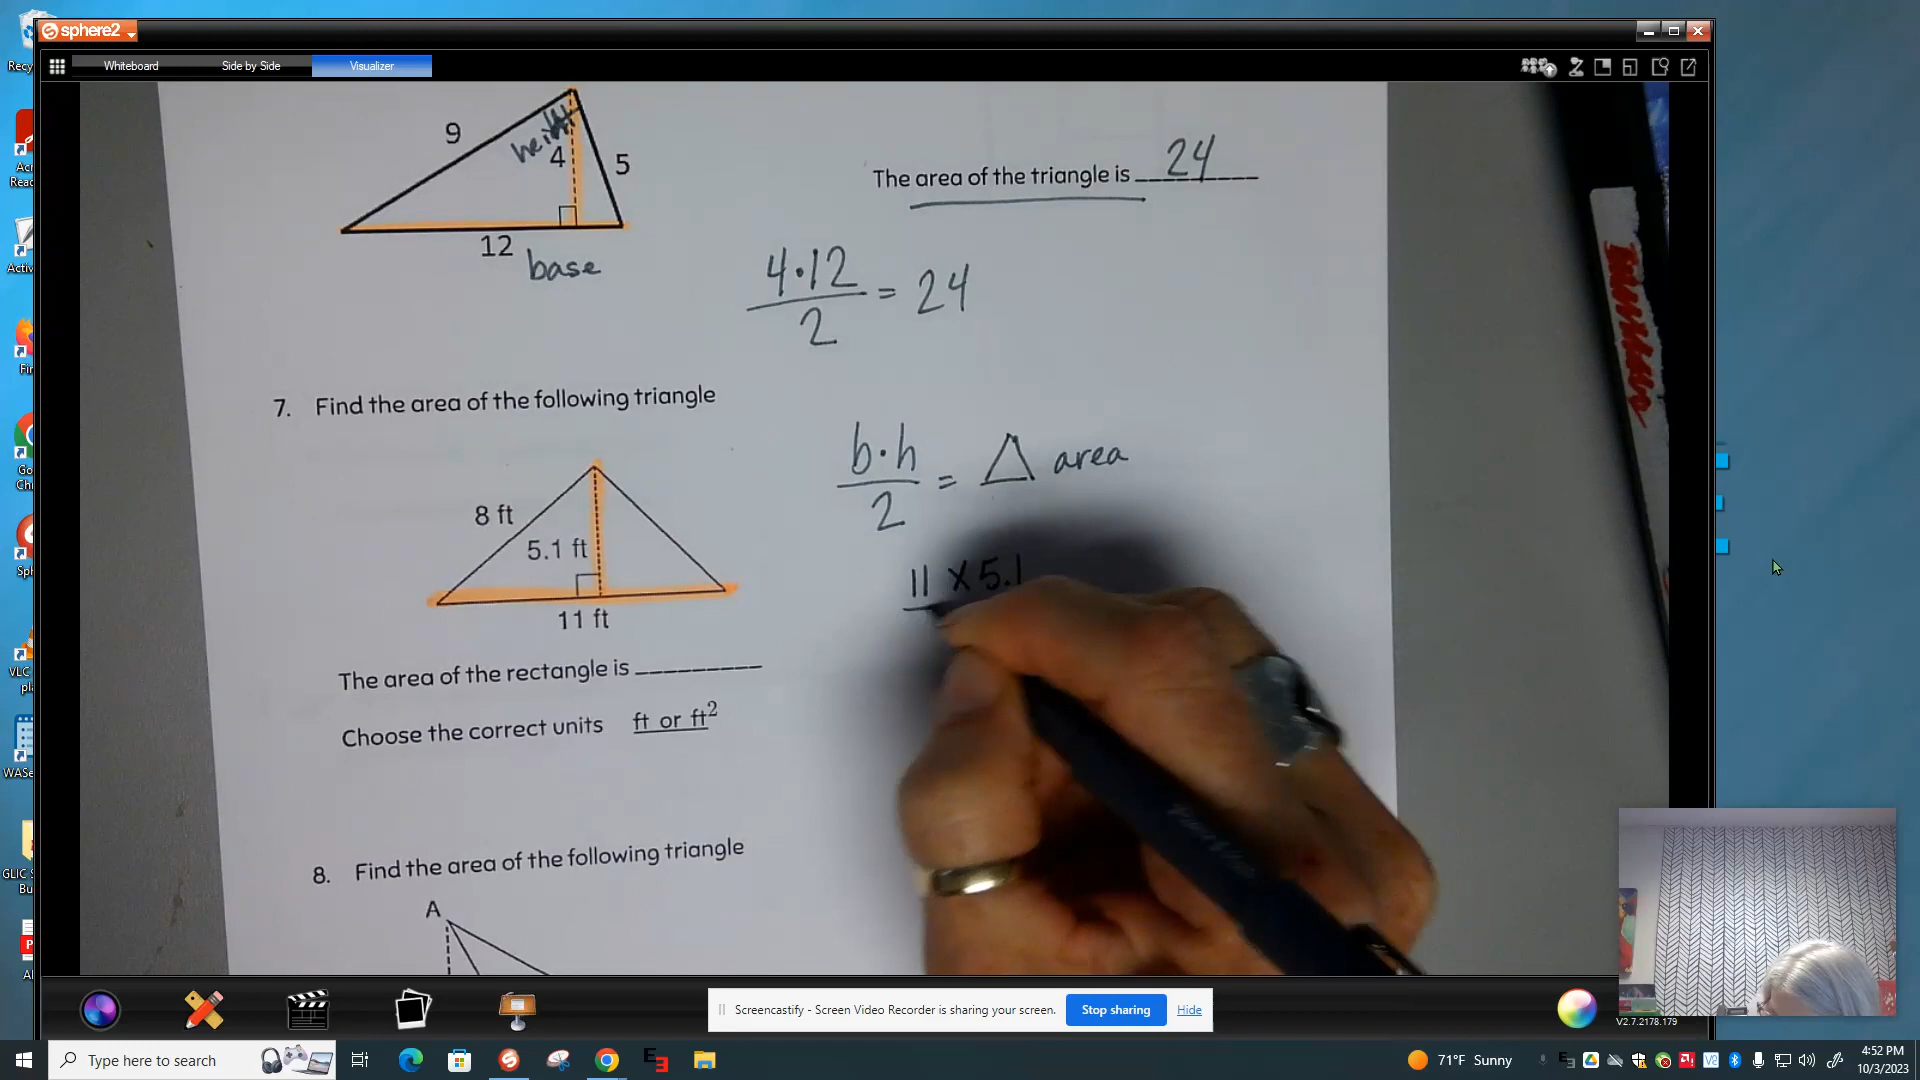 sphere2
Whiteboard Side by Side Visualizer
9
height
4
5
12
base
The area of the triangle is 24
4·12
2
= 24
7. Find the area of the following triangle
8 ft
5.1 ft
11 ft
b·h
2
= △ area
11 × 5.1
The area of the rectangle is _________
Choose the correct units ft or ft²
8. Find the area of the following triangle
A
Screencastify - Screen Video Recorder is sharing your screen. Stop sharing Hide
V2.7.2178.179
Type here to search
71°F Sunny
4:52 PM
10/3/2023